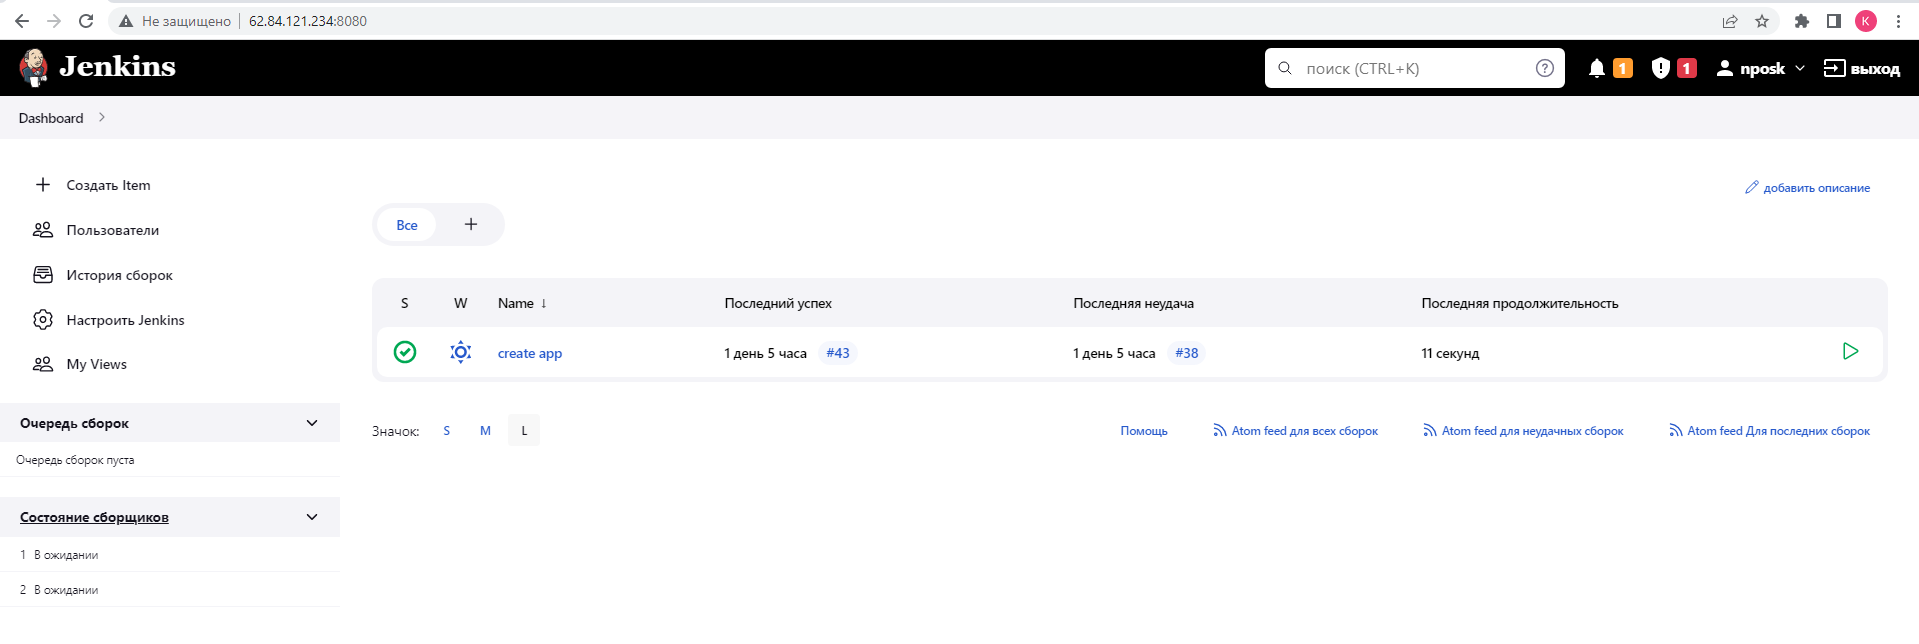 Не защищено 62.84.121.234:8080 K
Jenkins поиск (CTRL+K) 1 1 nposk выход
Dashboard
Создать Item
Пользователи
История сборок
Настроить Jenkins
My Views
Очередь сборок
Очередь сборок пуста
Состояние сборщиков
1 В ожидании
2 В ожидании
добавить описание
Все +
S W Name ↓ Последний успех Последняя неудача Последняя продолжительность
create app 1 день 5 часа #43 1 день 5 часа #38 11 секунд
Значок: S M L Помощь Atom feed для всех сборок Atom feed для неудачных сборок Atom feed Для последних сборок